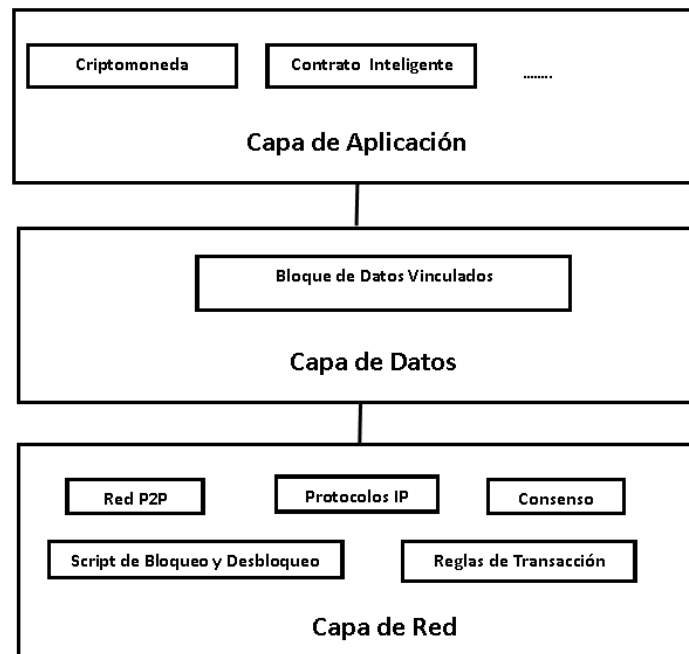 Criptomoneda
Contrato Inteligente
........
Capa de Aplicación
Bloque de Datos Vinculados
Capa de Datos
Red P2P
Protocolos IP
Consenso
Script de Bloqueo y Desbloqueo
Reglas de Transacción
Capa de Red